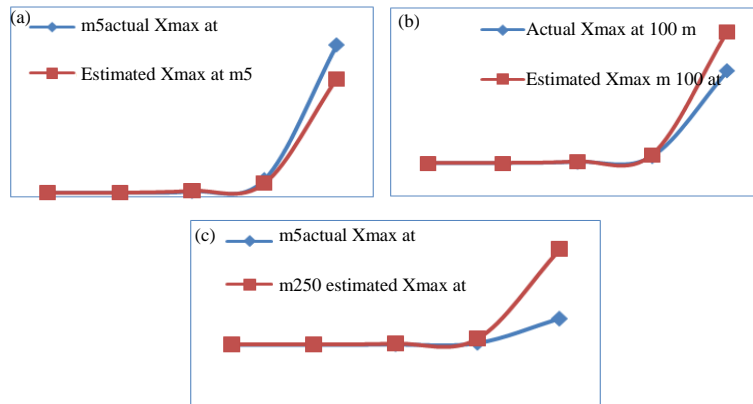 (a)
m5actual Xmax at
Estimated Xmax at m5
(b)
Actual Xmax at 100 m
Estimated Xmax m 100 at
(c)
m5actual Xmax at
m250 estimated Xmax at